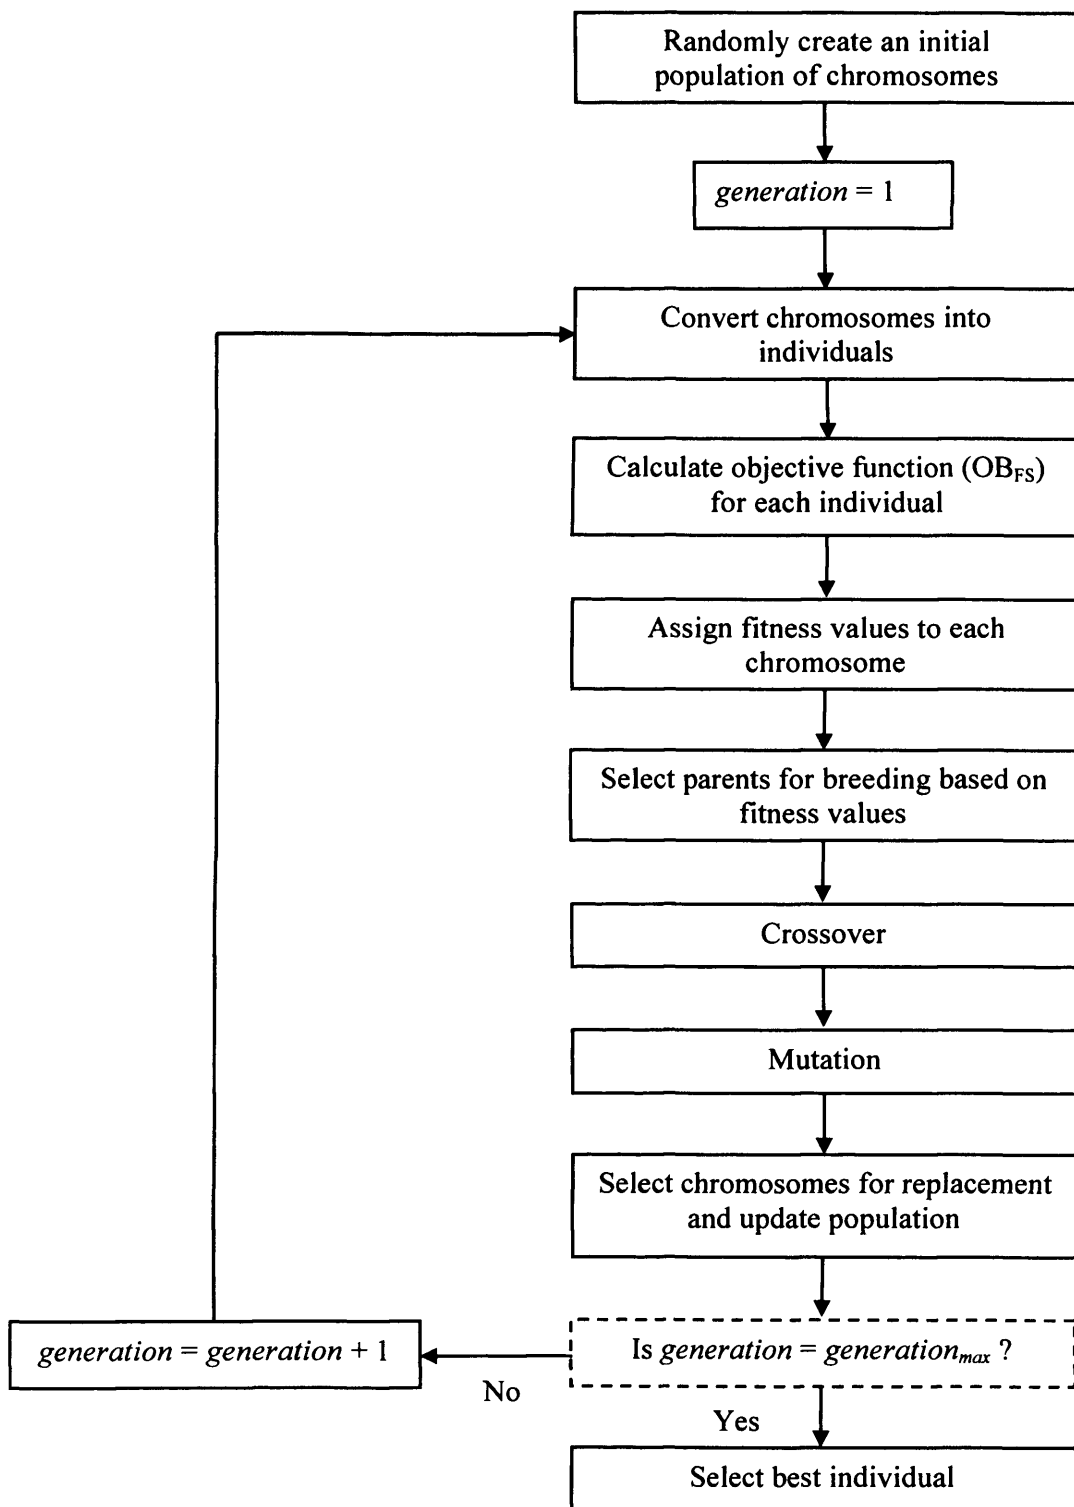 Randomly create an initial
population of chromosomes
generation = 1
Convert chromosomes into
individuals
Calculate objective function (OB_FS)
for each individual
Assign fitness values to each
chromosome
Select parents for breeding based on
fitness values
Crossover
Mutation
Select chromosomes for replacement
and update population
Is generation = generation_max ?
No
generation = generation + 1
Yes
Select best individual